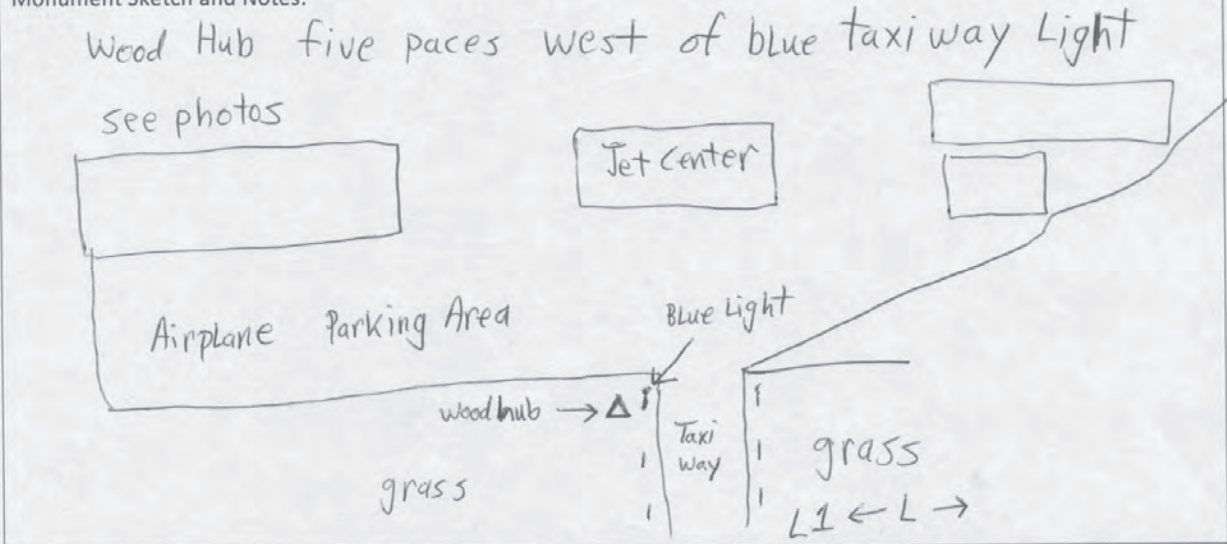 Monument Sketch and Notes:
Wood Hub five paces west of blue taxiway Light
see photos
Jet Center
Airplane Parking Area
Blue Light
wood hub → Δ
Taxi
way
grass
grass
L1 ← L →